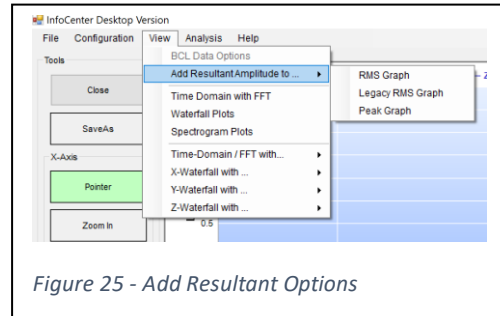 InfoCenter Desktop Version
File Configuration View Analysis Help
Tools
Close
SaveAs
X-Axis
Pointer
Zoom In
BCL Data Options
Add Resultant Amplitude to ...
Time Domain with FFT
Waterfall Plots
Spectrogram Plots
Time-Domain / FFT with...
X-Waterfall with ...
Y-Waterfall with ...
Z-Waterfall with ...
RMS Graph
Legacy RMS Graph
Peak Graph
0.5
Figure 25 - Add Resultant Options